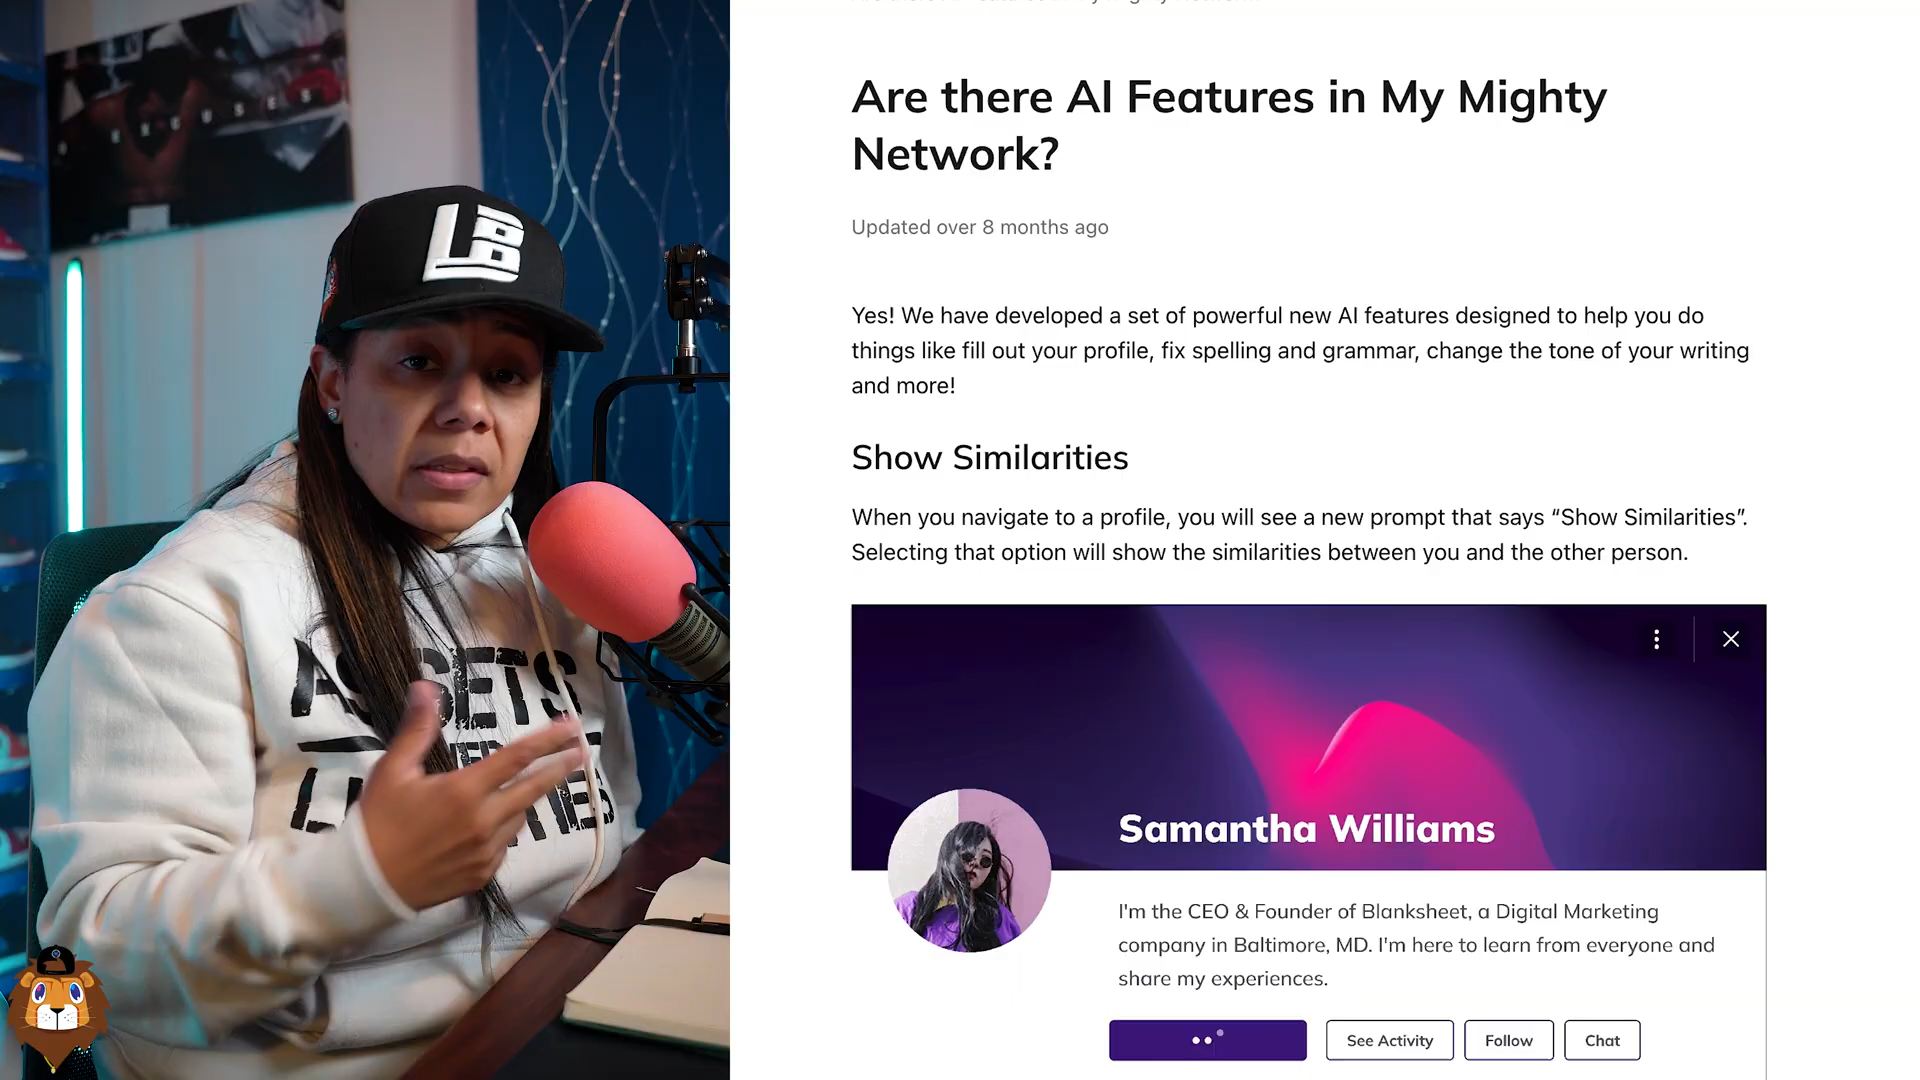 EXCUSES
LBB
ASSETS
Are there AI Features in My Mighty
Network?
Updated over 8 months ago
Yes! We have developed a set of powerful new AI features designed to help you do
things like fill out your profile, fix spelling and grammar, change the tone of your writing
and more!
Show Similarities
When you navigate to a profile, you will see a new prompt that says “Show Similarities”.
Selecting that option will show the similarities between you and the other person.
Samantha Williams
I'm the CEO & Founder of Blanksheet, a Digital Marketing
company in Baltimore, MD. I'm here to learn from everyone and
share my experiences.
See Activity
Follow
Chat